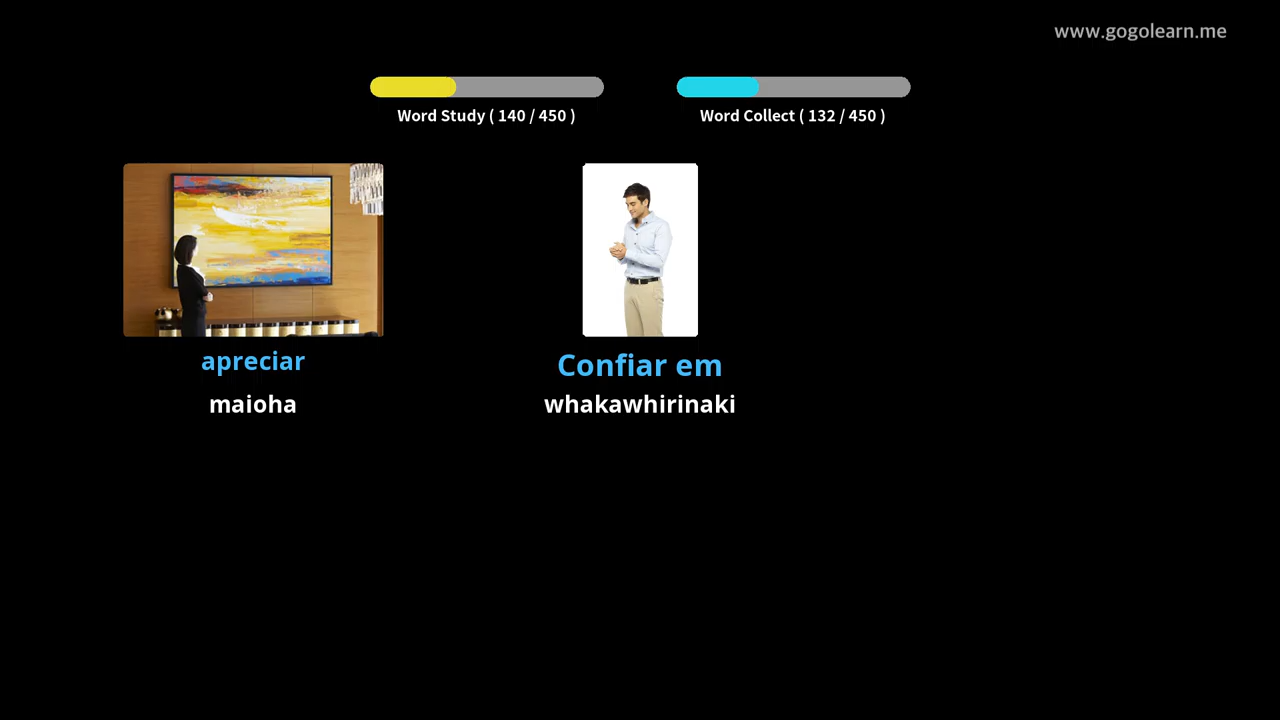 www.gogolearn.me
Word Study ( 140 / 450 )
Word Collect ( 132 / 450 )
apreciar
maioha
Confiar em
whakawhirinaki